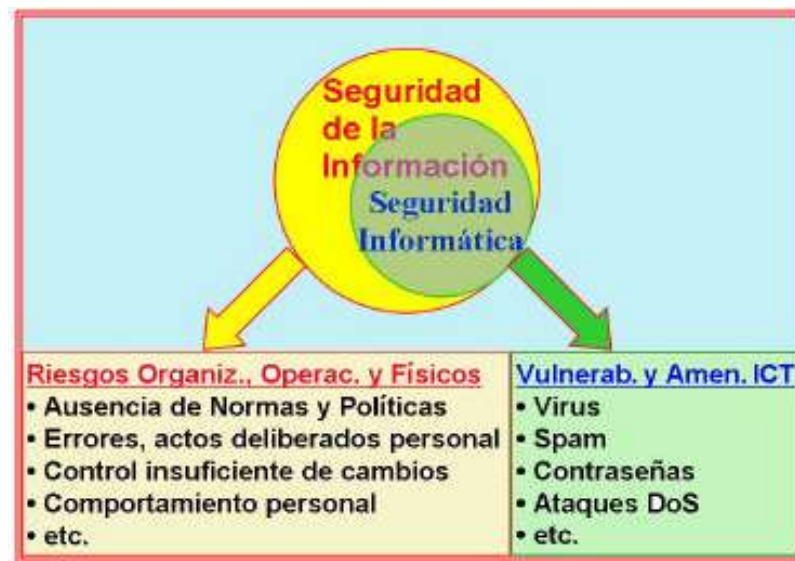 Seguridad
de la
Información
Seguridad
Informática
Riesgos Organiz., Operac. y Físicos
• Ausencia de Normas y Políticas
• Errores, actos deliberados personal
• Control insuficiente de cambios
• Comportamiento personal
• etc.
Vulnerab. y Amen. ICT
• Virus
• Spam
• Contraseñas
• Ataques DoS
• etc.